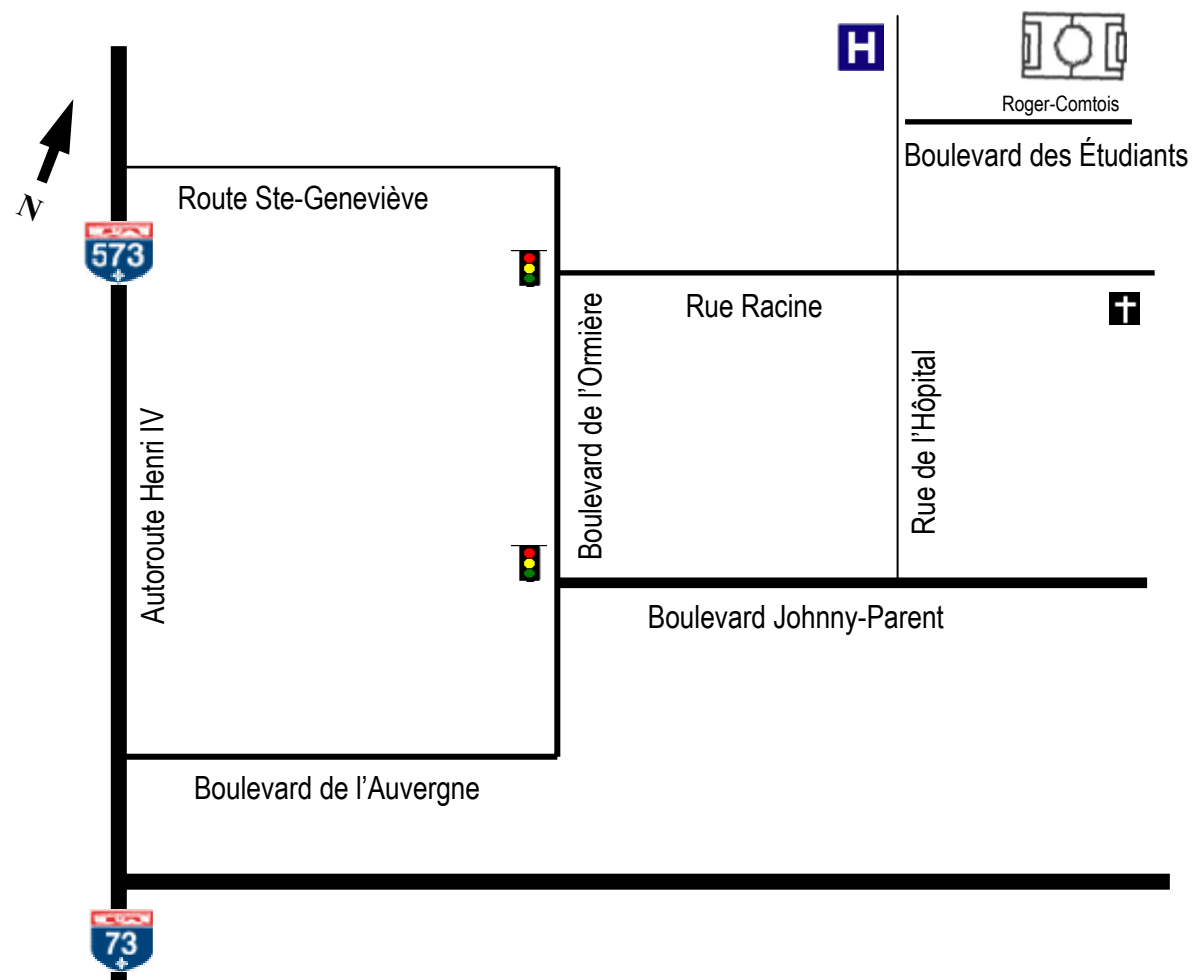 H
Roger-Comtois
Boulevard des Étudiants
Route Ste-Geneviève
N
573
Rue Racine
Boulevard de l'Ormière
Rue de l'Hôpital
Autoroute Henri IV
Boulevard Johnny-Parent
Boulevard de l'Auvergne
73